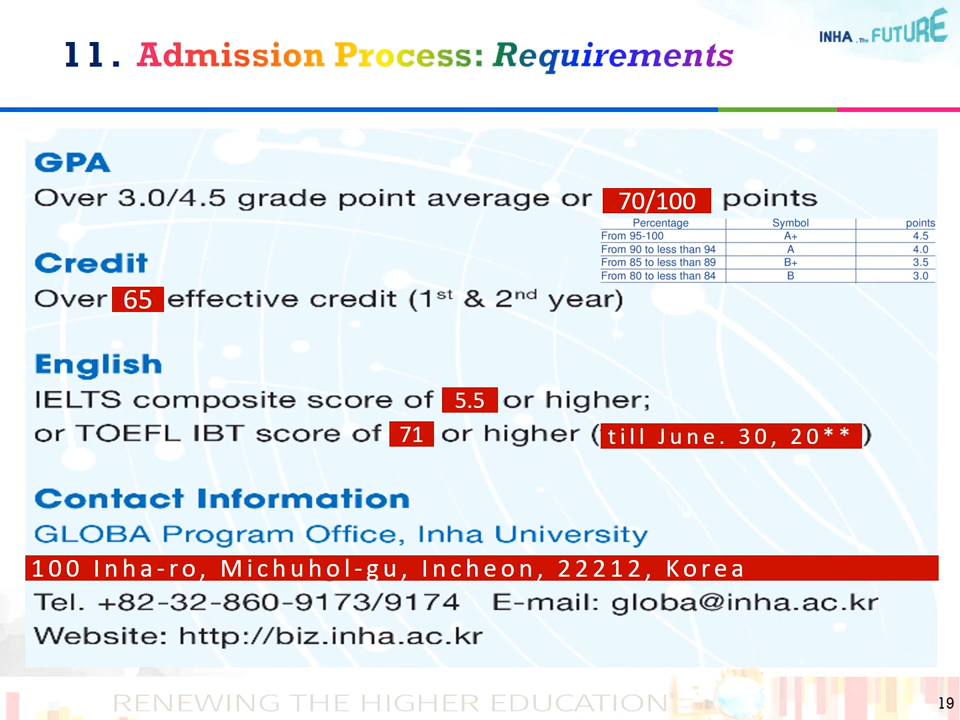 11. Admission Process: Requirements
INHA, The FUTURE
GPA
Over 3.0/4.5 grade point average or 70/100 points
Percentage Symbol points
From 95-100 A+ 4.5
From 90 to less than 94 A 4.0
From 85 to less than 89 B+ 3.5
From 80 to less than 84 B 3.0
Credit
Over 65 effective credit (1st & 2nd year)
English
IELTS composite score of 5.5 or higher;
or TOEFL IBT score of 71 or higher (till June. 30, 20**)
Contact Information
GLOBA Program Office, Inha University
100 Inha-ro, Michuhol-gu, Incheon, 22212, Korea
Tel. +82-32-860-9173/9174 E-mail: globa@inha.ac.kr
Website: http://biz.inha.ac.kr
RENEWING THE HIGHER EDUCATION
19